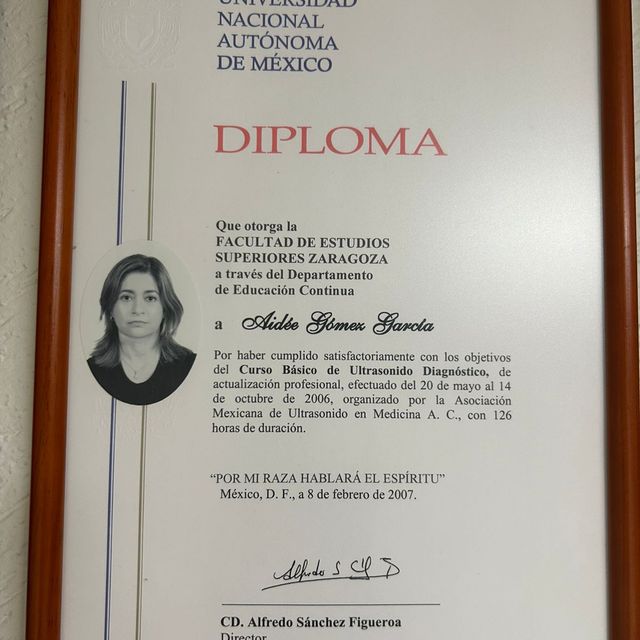 UNIVERSIDAD
NACIONAL
AUTÓNOMA
DE MÉXICO
DIPLOMA
Que otorga la
FACULTAD DE ESTUDIOS
SUPERIORES ZARAGOZA
a través del Departamento
de Educación Continua
a Aidée Gómez García
Por haber cumplido satisfactoriamente con los objetivos
del Curso Básico de Ultrasonido Diagnóstico, de
actualización profesional, efectuado del 20 de mayo al 14
de octubre de 2006, organizado por la Asociación
Mexicana de Ultrasonido en Medicina A. C., con 126
horas de duración.
“POR MI RAZA HABLARÁ EL ESPÍRITU”
México, D. F., a 8 de febrero de 2007.
Alfredo S
CD. Alfredo Sánchez Figueroa
Director